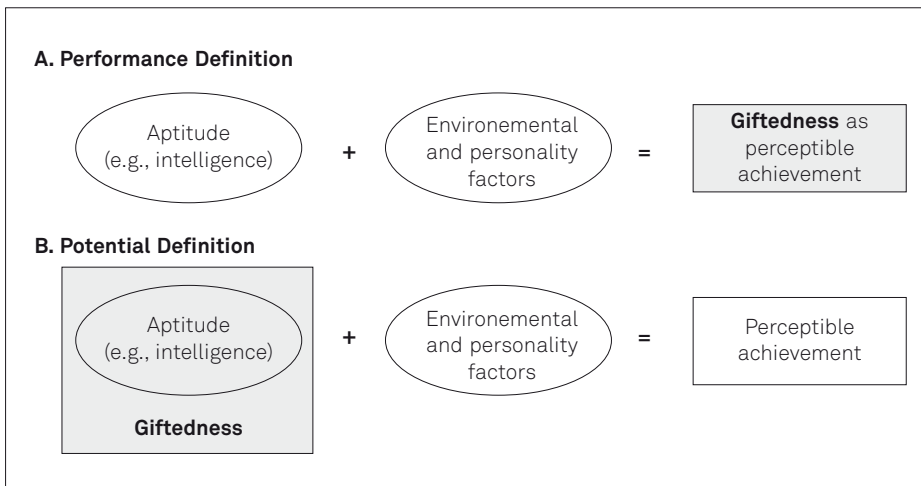 A. Performance Definition
Aptitude
(e.g., intelligence)
+
Environemental
and personality
factors
=
Giftedness as
perceptible
achievement
B. Potential Definition
Aptitude
(e.g., intelligence)
Giftedness
+
Environemental
and personality
factors
=
Perceptible
achievement